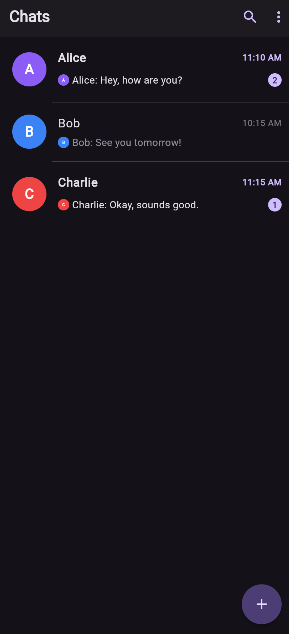 Chats
A
Alice
11:10 AM
A
Alice: Hey, how are you?
2
B
Bob
10:15 AM
B
Bob: See you tomorrow!
C
Charlie
11:15 AM
C
Charlie: Okay, sounds good.
1
+